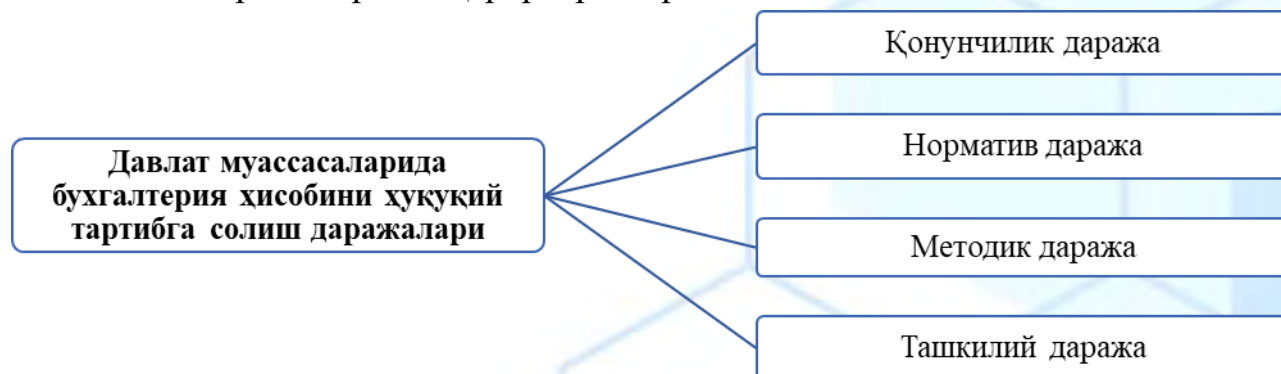 Давлат муассасаларида
бухгалтерия ҳисобини ҳуқуқий
тартибга солиш даражалари
Қонунчилик даража
Норматив даража
Методик даража
Ташкилий даража